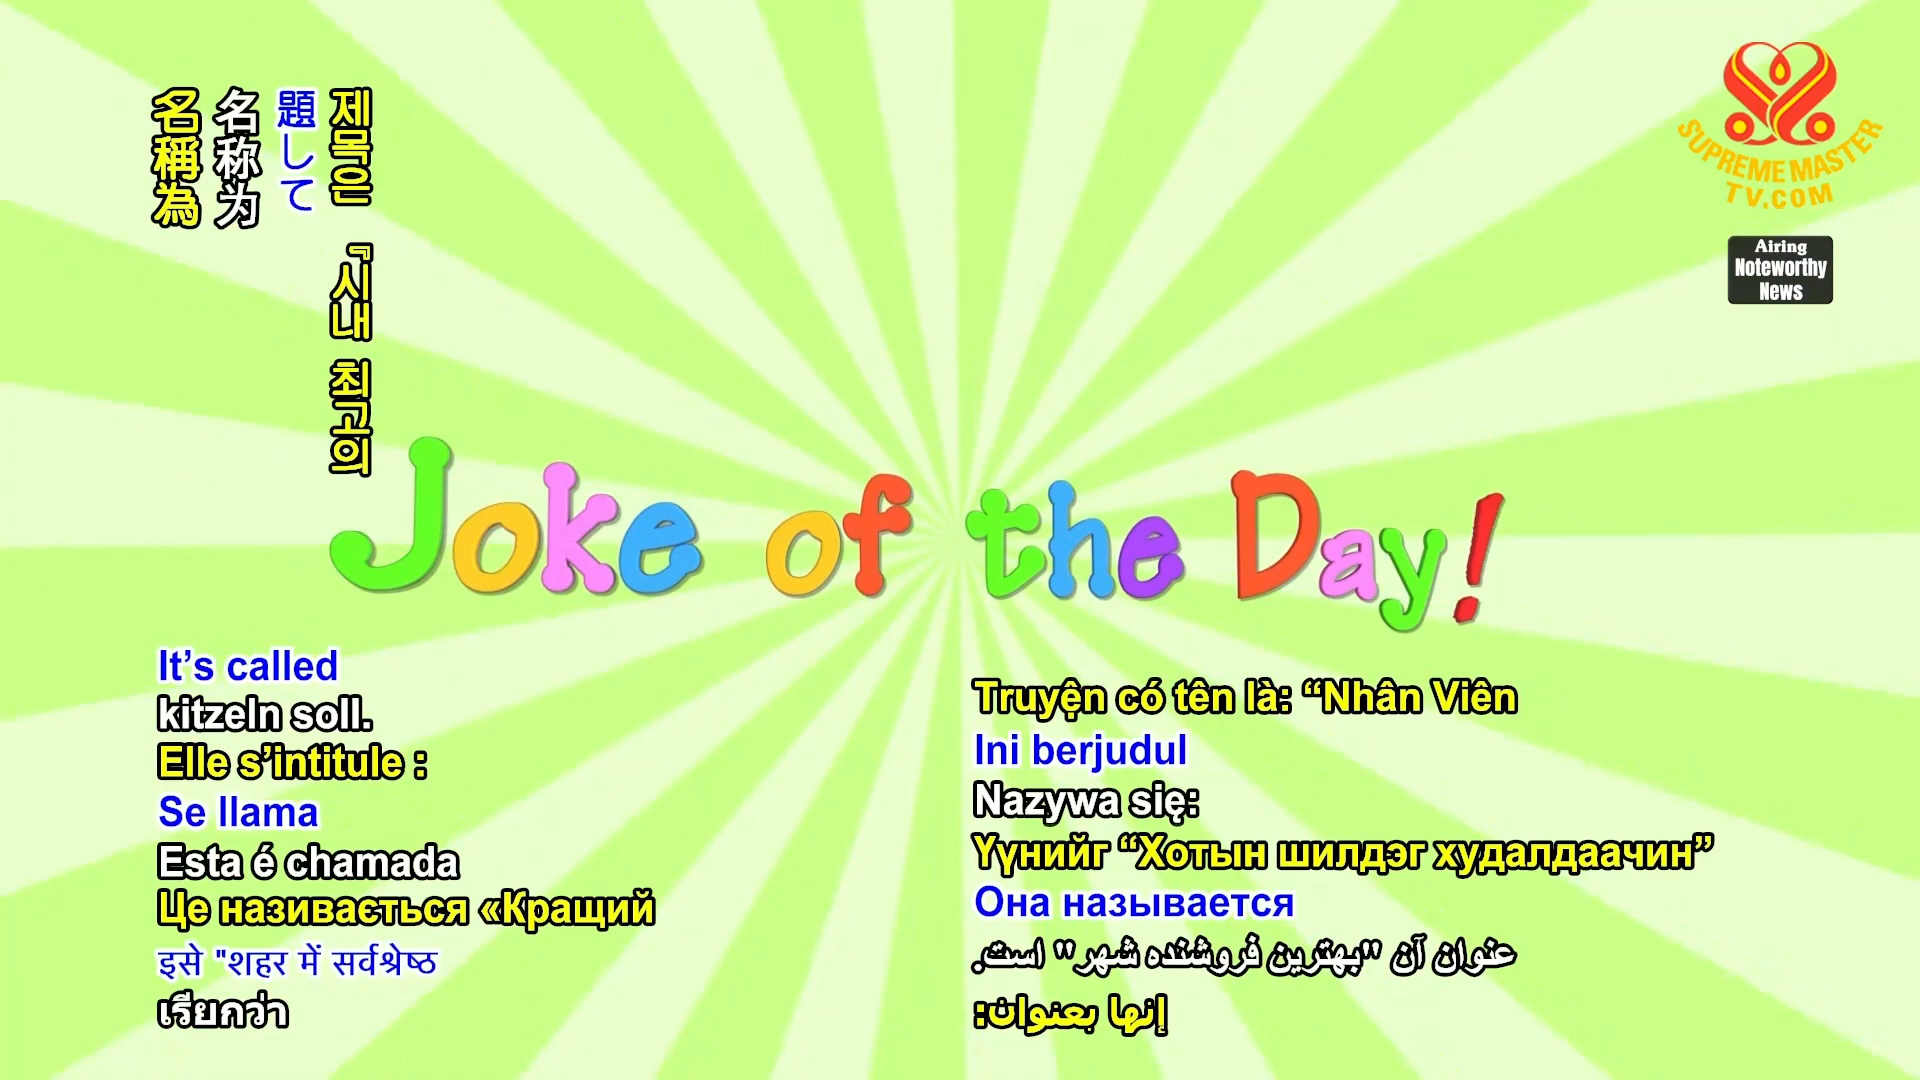 名稱為
名称为
題して
제목은 『시내 최고의
SUPREME MASTER
TV.COM
Airing
Noteworthy
News
Joke of the Day!
It’s called
kitzeln soll.
Elle s’intitule :
Se llama
Esta é chamada
Це називається «Кращий
इसे "शहर में सर्वश्रेष्ठ
เรียกว่า
Truyện có tên là: “Nhân Viên
Ini berjudul
Nazywa się:
Үүнийг “Хотын шилдэг худалдаачин”
Она называется
عنوان آن "بهترین فروشنده شهر" است.
إنها بعنوان: